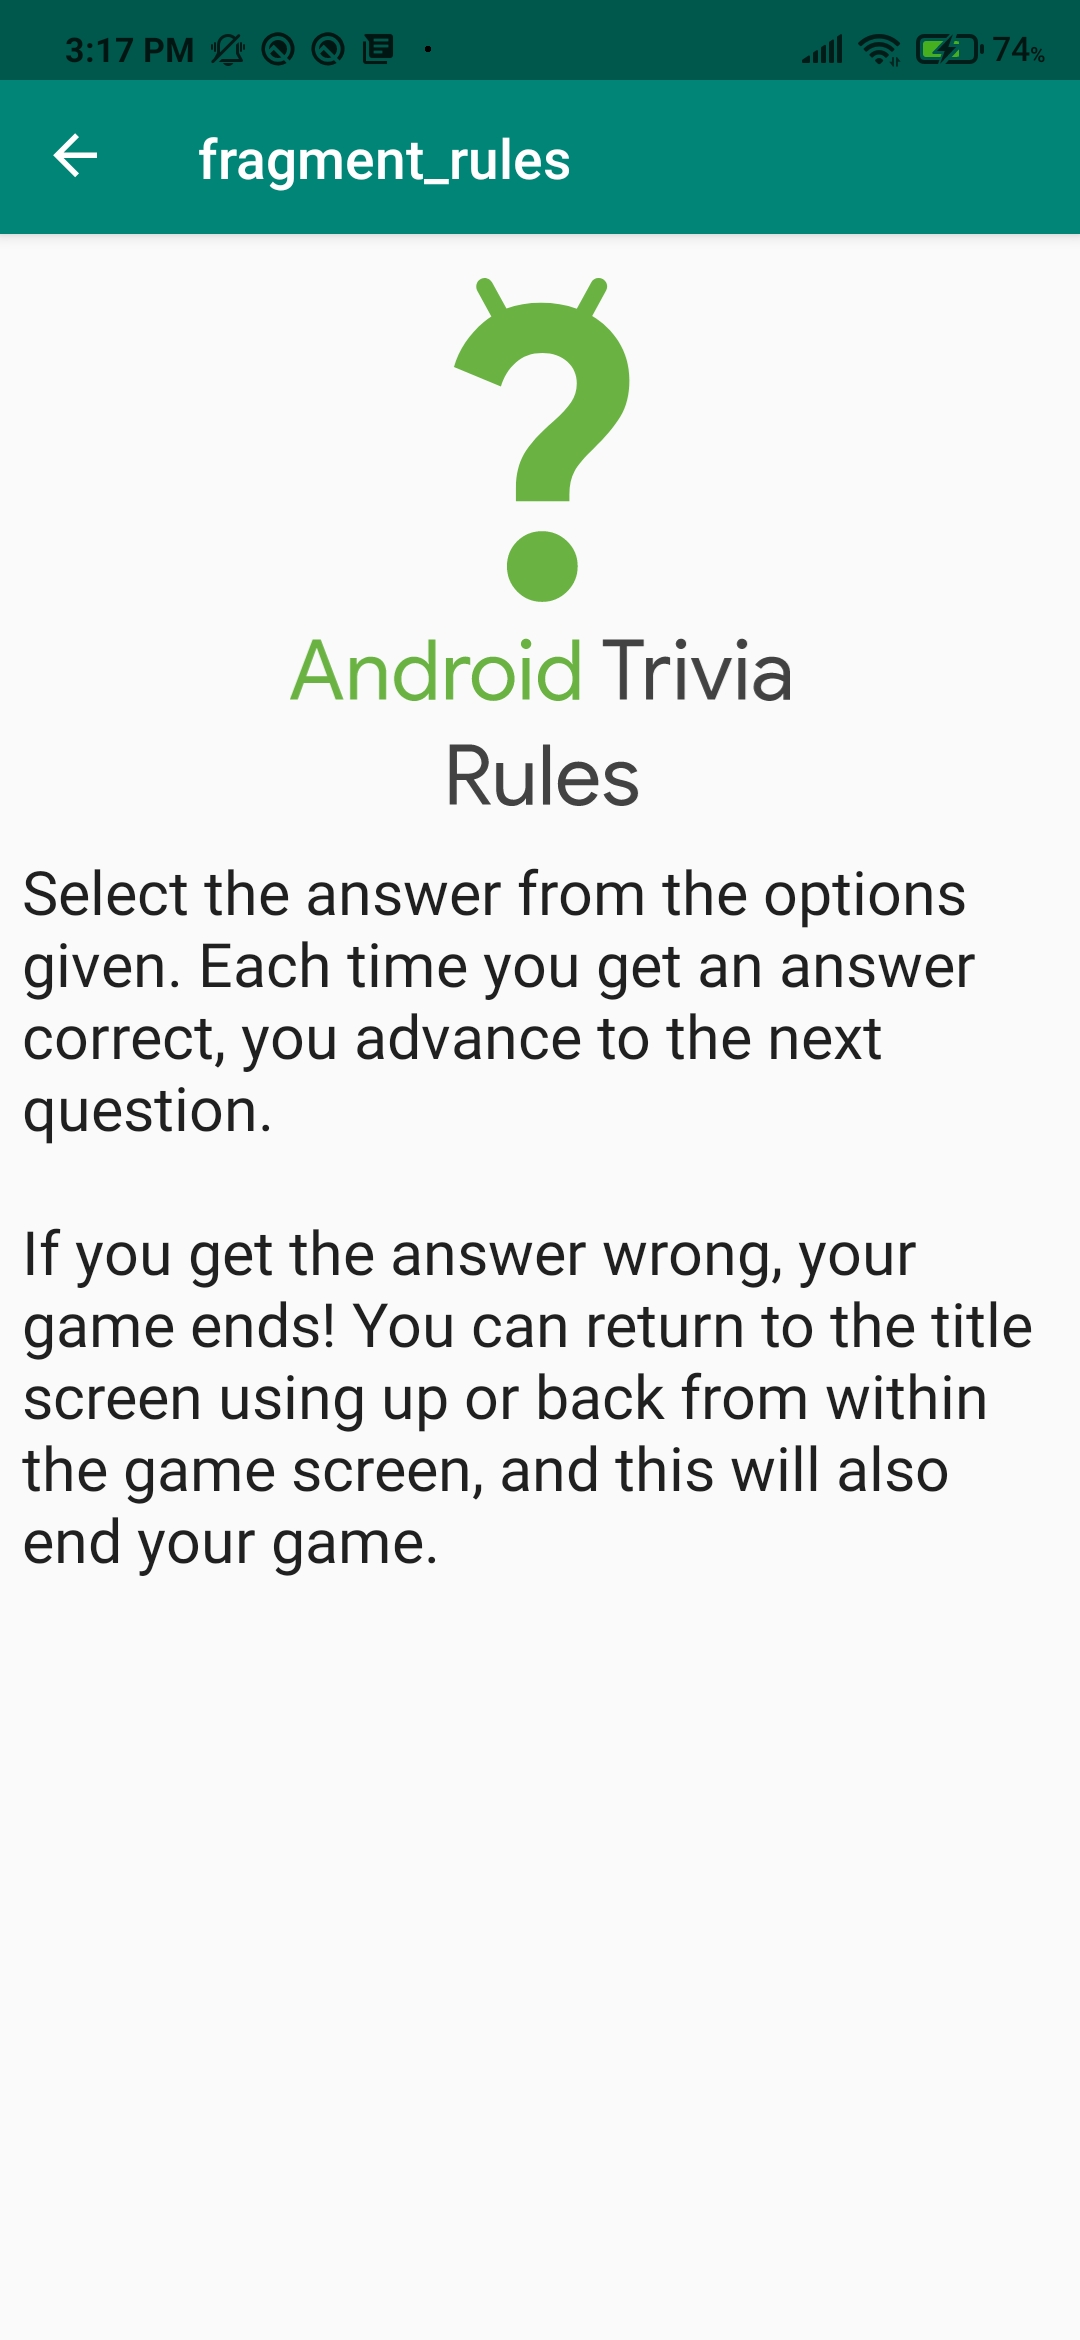 3:17 PM 74%
fragment_rules
Android Trivia
Rules
Select the answer from the options
given. Each time you get an answer
correct, you advance to the next
question.
If you get the answer wrong, your
game ends! You can return to the title
screen using up or back from within
the game screen, and this will also
end your game.